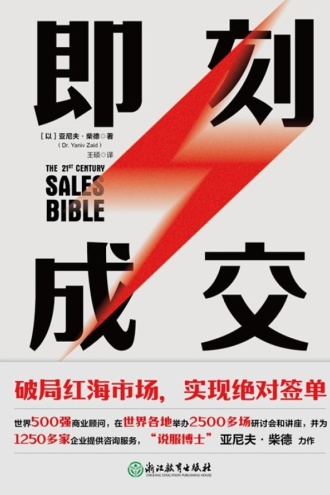 即刻
[以] 亚尼夫·柴德 著
(Dr. Yaniv Zaid)
王硕·译
THE 21ST CENTURY
SALES
BIBLE
成交
破局红海市场，实现绝对签单
世界500强商业顾问，在世界各地举办2500多场研讨会和讲座，并为
1250多家企业提供咨询服务，“说服博士” 亚尼夫·柴德 力作
浙江教育出版社